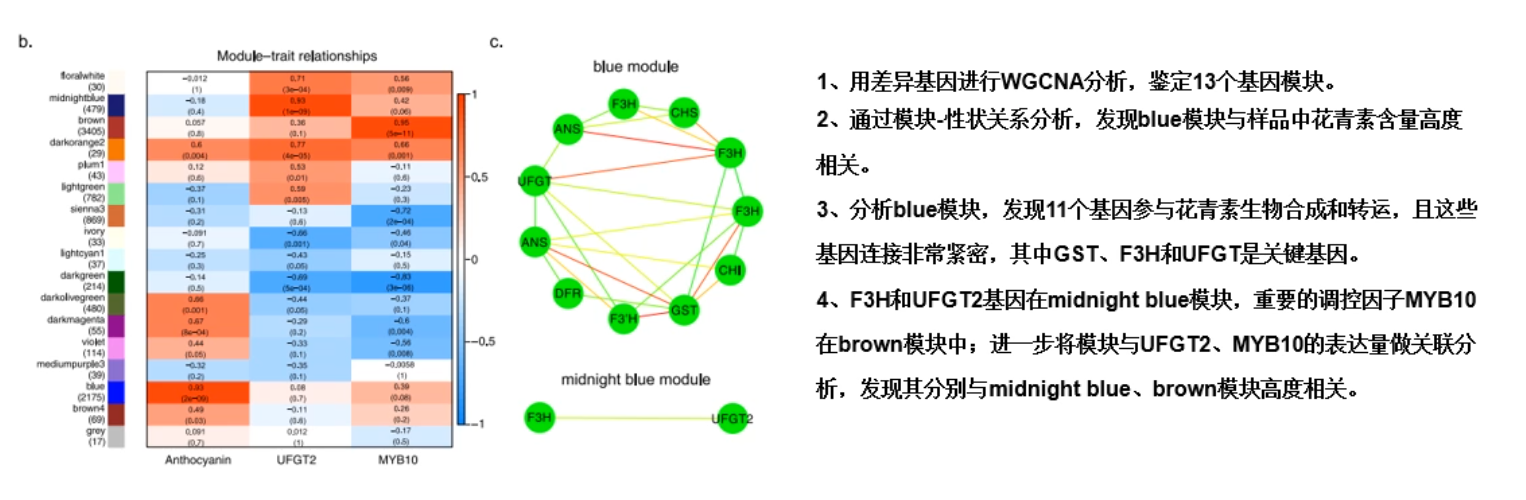 b.
Module–trait relationships
floralwhite
(30)
−0.012
(1)
0.71
(3e−04)
0.56
(0.009)
midnightblue
(479)
−0.18
(0.4)
0.93
(1e−09)
0.42
(0.06)
brown
(3405)
0.057
(0.8)
0.36
(0.1)
0.95
(5e−11)
darkorange2
(29)
0.6
(0.004)
0.77
(4e−05)
0.66
(0.001)
plum1
(43)
0.12
(0.6)
0.53
(0.01)
−0.11
(0.6)
lightgreen
(782)
−0.37
(0.1)
0.59
(0.005)
−0.23
(0.3)
sienna3
(869)
−0.31
(0.2)
−0.13
(0.6)
−0.72
(2e−04)
ivory
(33)
−0.091
(0.7)
−0.66
(0.001)
−0.46
(0.04)
lightcyan1
(37)
−0.25
(0.3)
−0.43
(0.05)
−0.15
(0.5)
darkgreen
(214)
−0.14
(0.5)
−0.69
(5e−04)
−0.83
(3e−06)
darkolivegreen
(480)
0.66
(0.001)
−0.44
(0.05)
−0.37
(0.1)
darkmagenta
(55)
0.67
(8e−04)
−0.29
(0.2)
−0.6
(0.004)
violet
(114)
0.44
(0.05)
−0.33
(0.1)
−0.56
(0.008)
mediumpurple3
(39)
−0.32
(0.2)
−0.35
(0.1)
−0.0058
(1)
blue
(2175)
0.93
(2e−09)
0.08
(0.7)
0.39
(0.08)
brown4
(69)
0.49
(0.03)
−0.11
(0.6)
0.26
(0.2)
grey
(17)
0.091
(0.7)
0.012
(1)
−0.17
(0.5)
Anthocyanin
UFGT2
MYB10
1
0.5
0
−0.5
−1
c.
blue module
F3H
CHS
ANS
F3H
UFGT
F3H
ANS
CHI
DFR
GST
F3'H
midnight blue module
F3H
UFGT2
1、用差异基因进行WGCNA分析，鉴定13个基因模块。
2、通过模块-性状关系分析，发现blue模块与样品中花青素含量高度
相关。
3、分析blue模块，发现11个基因参与花青素生物合成和转运，且这些
基因连接非常紧密，其中GST、F3H和UFGT是关键基因。
4、F3H和UFGT2基因在midnight blue模块，重要的调控因子MYB10
在brown模块中；进一步将模块与UFGT2、MYB10的表达量做关联分
析，发现其分别与midnight blue、brown模块高度相关。